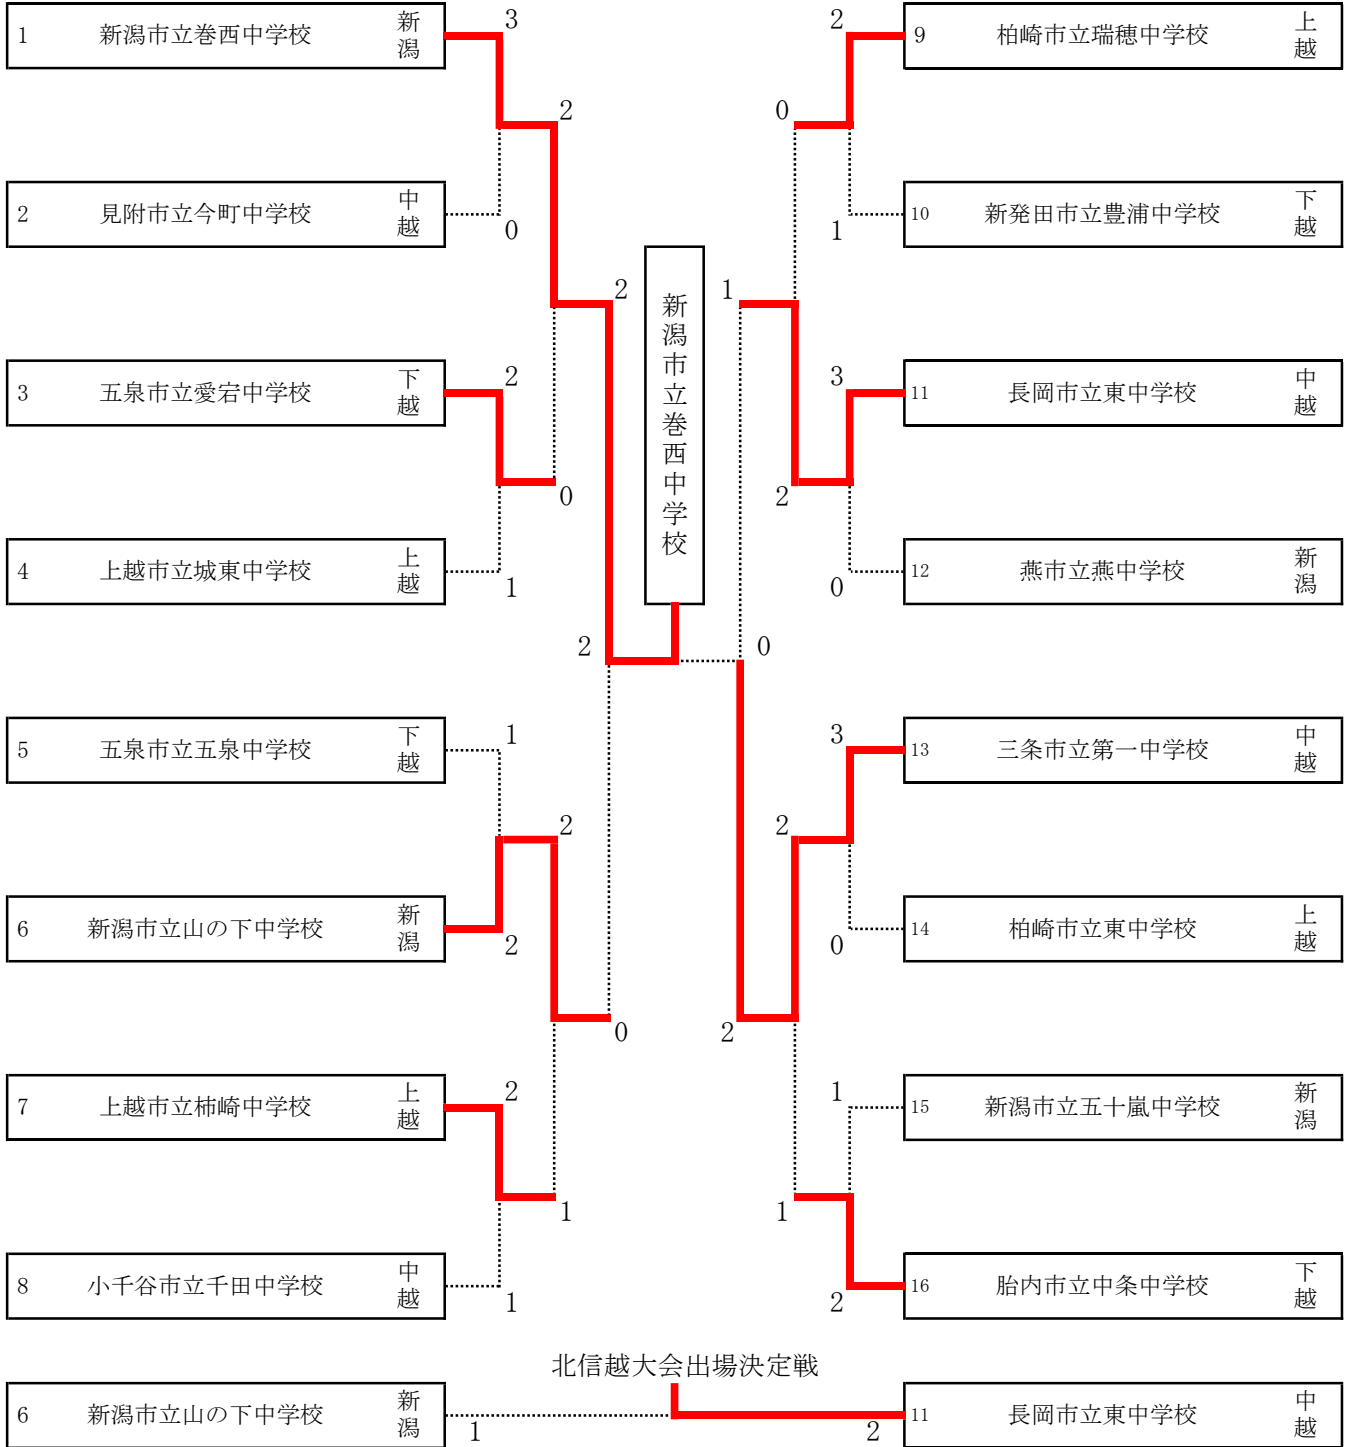 1 新潟市立巻西中学校 新潟
3
2 見附市立今町中学校 中越
0
2
3 五泉市立愛宕中学校 下越
2
4 上越市立城東中学校 上越
1
0
2
5 五泉市立五泉中学校 下越
1
6 新潟市立山の下中学校 新潟
2
2
7 上越市立柿崎中学校 上越
2
8 小千谷市立千田中学校 中越
1
1
0
2
新潟市立巻西中学校
0
9 柏崎市立瑞穂中学校 上越
2
10 新発田市立豊浦中学校 下越
1
0
11 長岡市立東中学校 中越
3
12 燕市立燕中学校 新潟
0
2
1
13 三条市立第一中学校 中越
3
14 柏崎市立東中学校 上越
0
2
15 新潟市立五十嵐中学校 新潟
1
16 胎内市立中条中学校 下越
2
1
2
北信越大会出場決定戦
6 新潟市立山の下中学校 新潟
1
2
11 長岡市立東中学校 中越